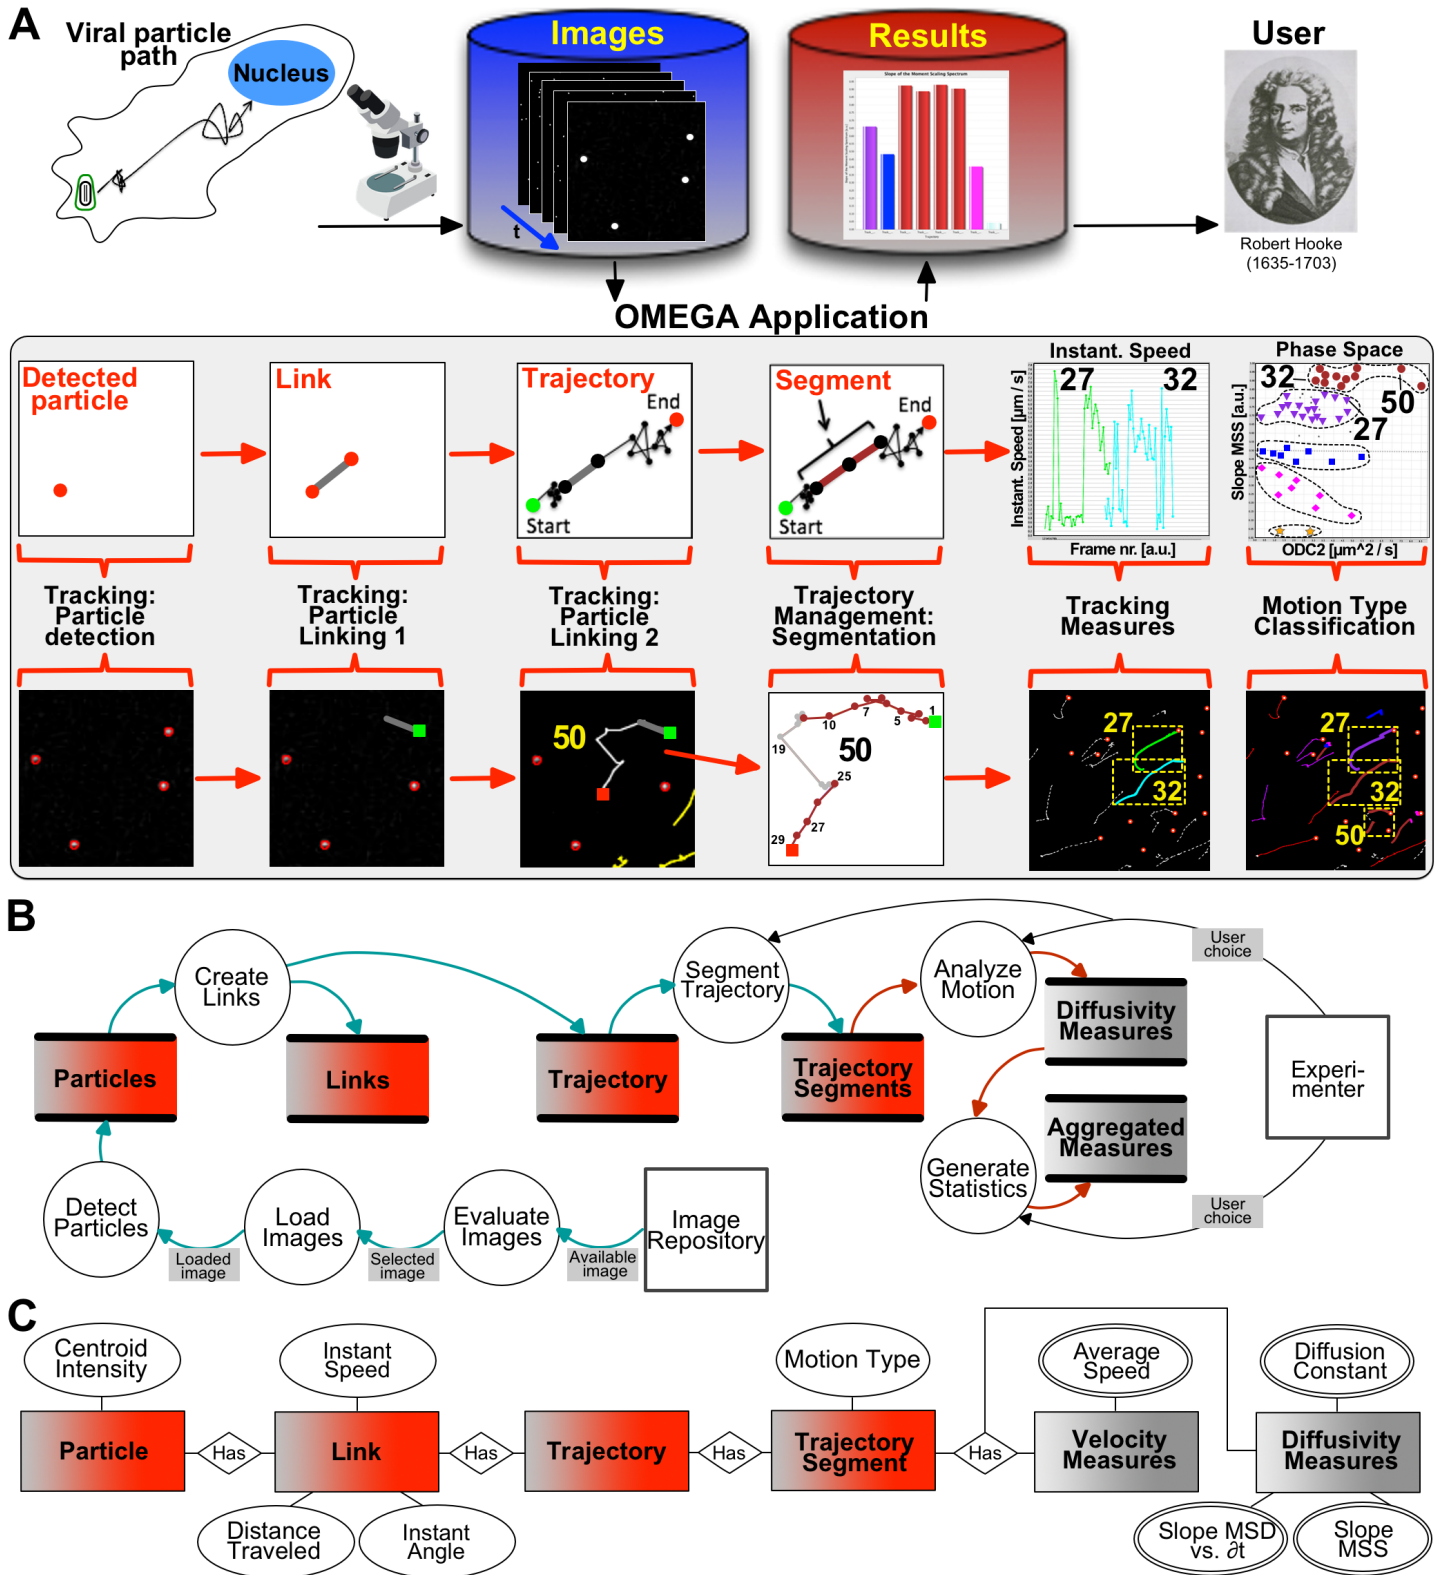 A
Viral particle
path
Nucleus
Images
t
Results
Slope of the Moment Scaling Spectrum
User
Robert Hooke
(1635-1703)
OMEGA Application
Detected
particle
Link
Trajectory
End
Start
Segment
End
Start
Instant. Speed
27
32
Instant. Speed [µm / s]
Frame nr. [a.u.]
Phase Space
32
50
27
Slope MSS [a.u.]
ODC2 [µm^2 / s]
Tracking:
Particle
detection
Tracking:
Particle
Linking 1
Tracking:
Particle
Linking 2
Trajectory
Management:
Segmentation
Tracking
Measures
Motion Type
Classification
50
1
5
7
10
19
50
25
27
29
27
32
27
32
50
B
Create
Links
Segment
Trajectory
Analyze
Motion
User
choice
Particles
Links
Trajectory
Trajectory
Segments
Diffusivity
Measures
Experi-
menter
Aggregated
Measures
Detect
Particles
Loaded
image
Load
Images
Selected
image
Evaluate
Images
Available
image
Image
Repository
Generate
Statistics
User
choice
C
Centroid
Intensity
Instant
Speed
Motion Type
Average
Speed
Diffusion
Constant
Particle
Has
Link
Has
Trajectory
Has
Trajectory
Segment
Has
Velocity
Measures
Diffusivity
Measures
Distance
Traveled
Instant
Angle
Slope MSD
vs. ∂t
Slope
MSS